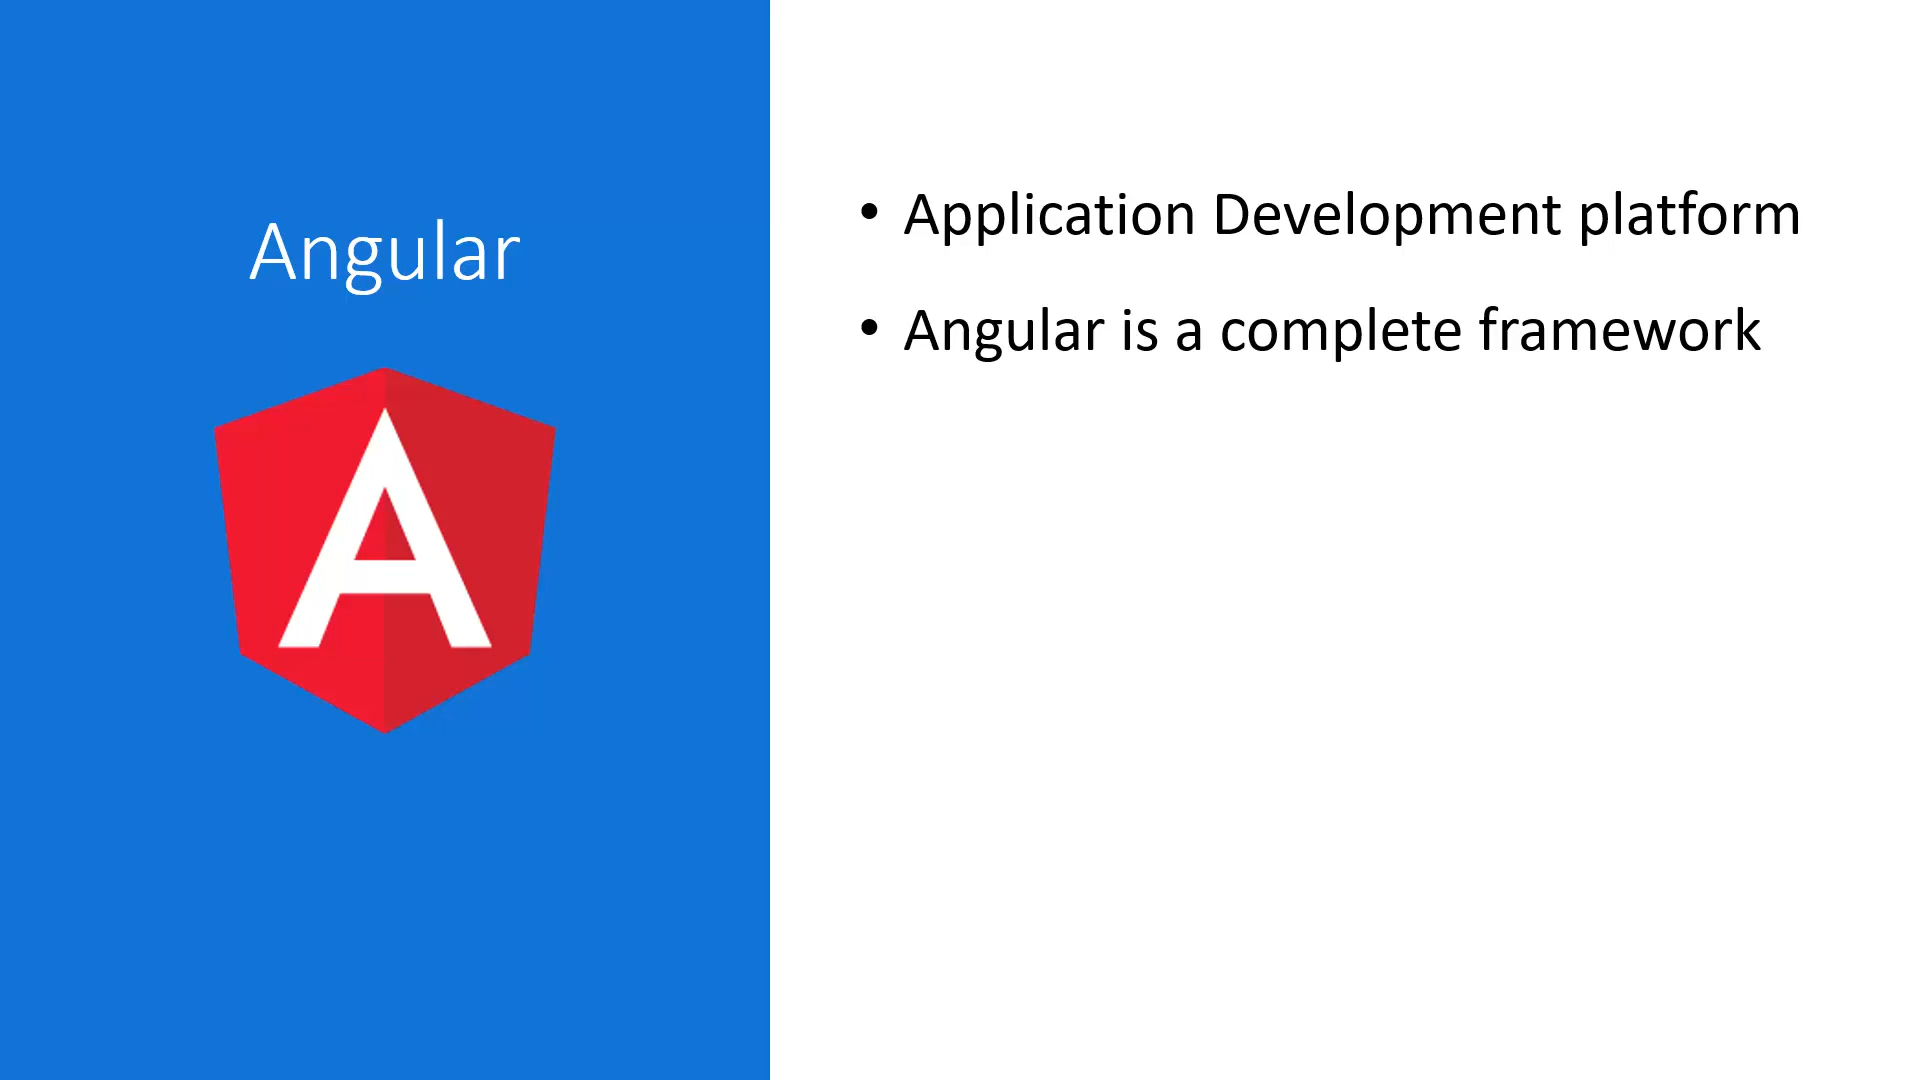 Angular
A
• Application Development platform
• Angular is a complete framework